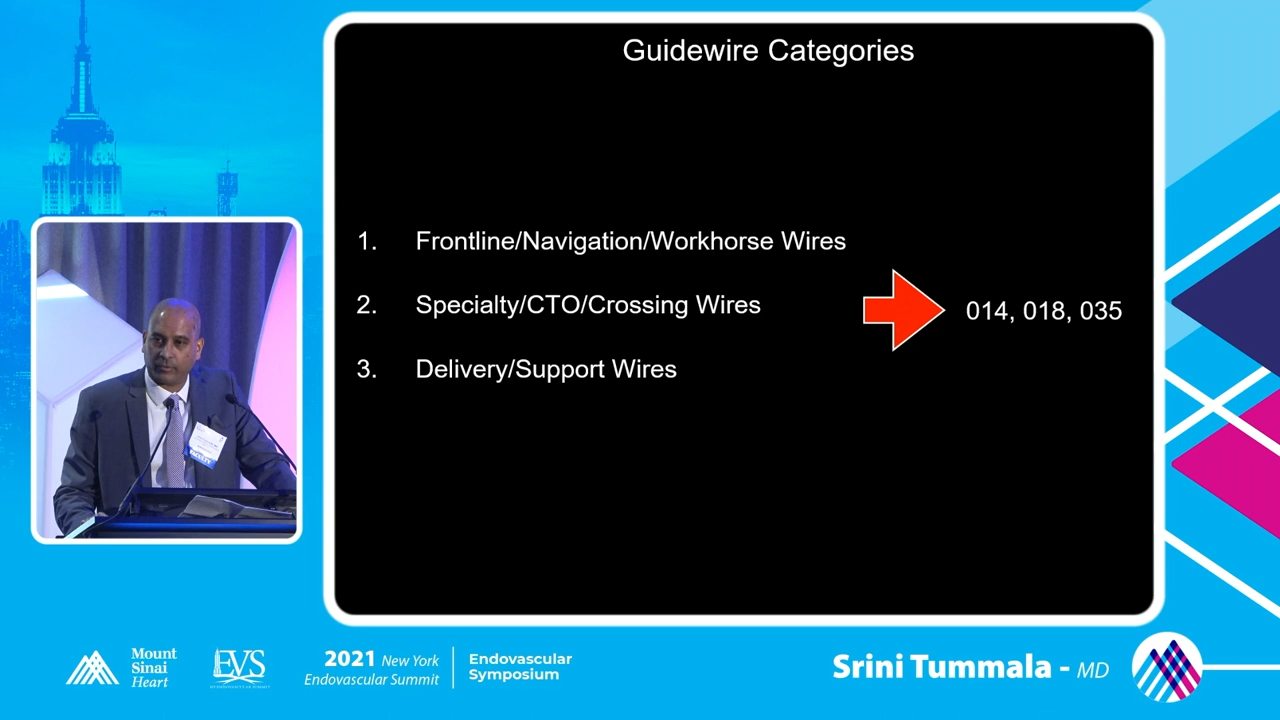 Guidewire Categories
1. Frontline/Navigation/Workhorse Wires
2. Specialty/CTO/Crossing Wires
014, 018, 035
3. Delivery/Support Wires
Mount
Sinai
Heart
EVS
2021 New York
Endovascular Summit
Endovascular
Symposium
Srini Tummala - MD